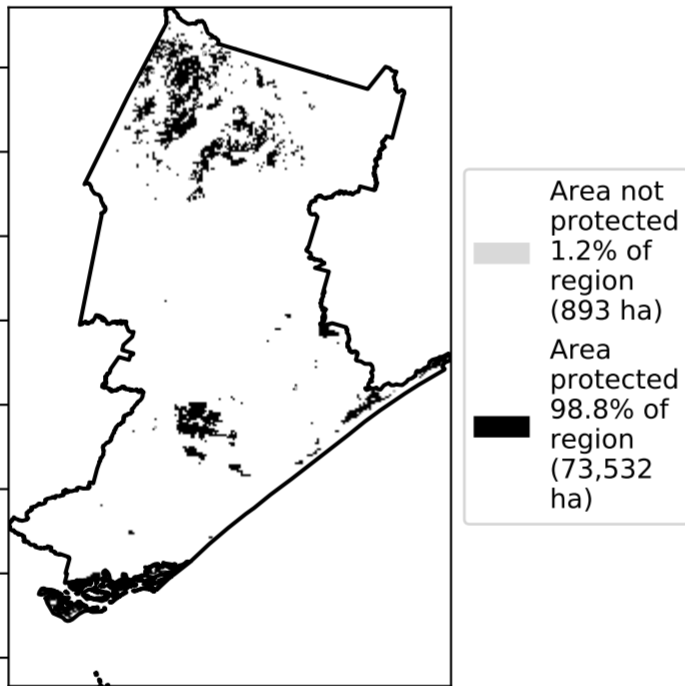 Area not
protected
1.2% of
region
(893 ha)
Area
protected
98.8% of
region
(73,532
ha)